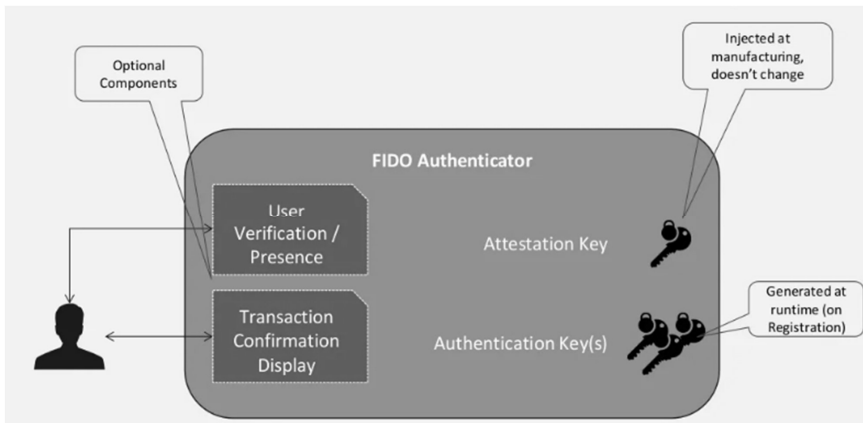 Optional
Components
Injected at
manufacturing,
doesn't change
FIDO Authenticator
User
Verification /
Presence
Attestation Key
Transaction
Confirmation
Display
Authentication Key(s)
Generated at
runtime (on
Registration)